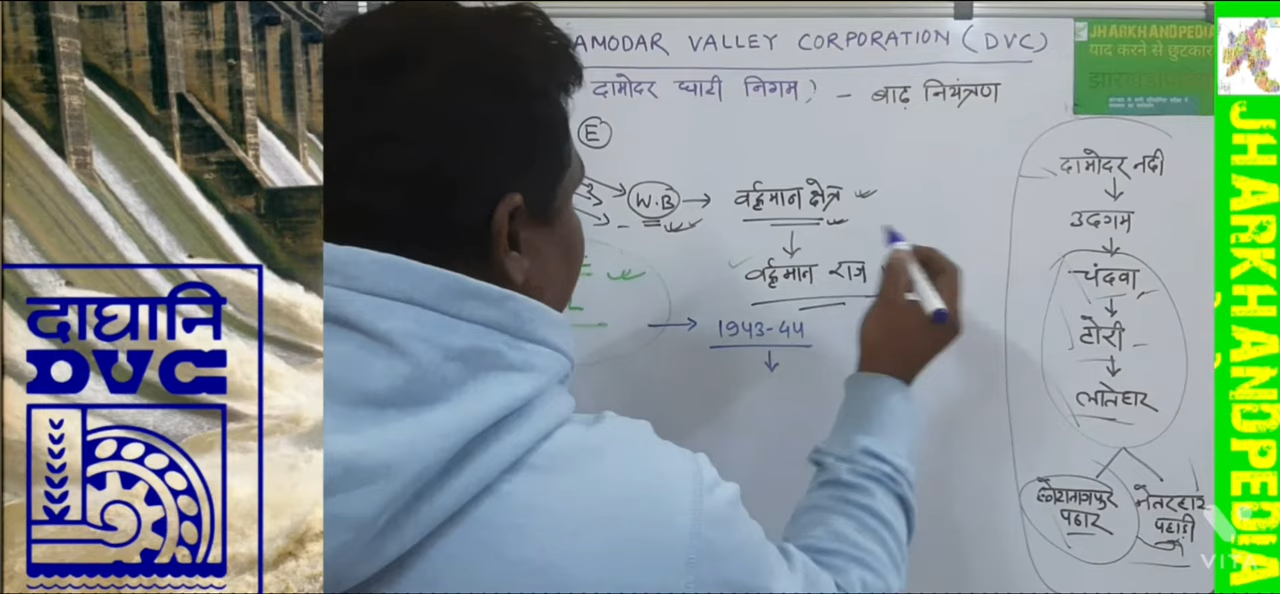 AMODAR VALLEY CORPORATION (DVC)
दामोदर घाटी निगम? - बाढ़ नियंत्रण
E
W.B → वर्द्धमान क्षेत्र
वर्द्धमान राज
1943-44
JHARKHANDPEDIA
याद करने से छुटकारा
दामोदर नदी
उदगम
चंदवा
टोरी
लातेहार
छोटानागपुर
पठार
नेतरहाट
पहाड़ी
दाघानि
DVC
JHARKHANDPEDIA
VITA